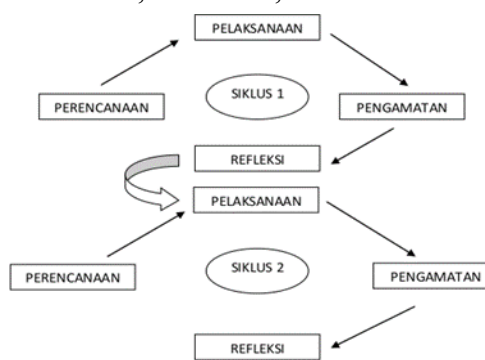 PELAKSANAAN
SIKLUS 1
PERENCANAAN
PENGAMATAN
REFLEKSI
PELAKSANAAN
SIKLUS 2
PERENCANAAN
PENGAMATAN
REFLEKSI